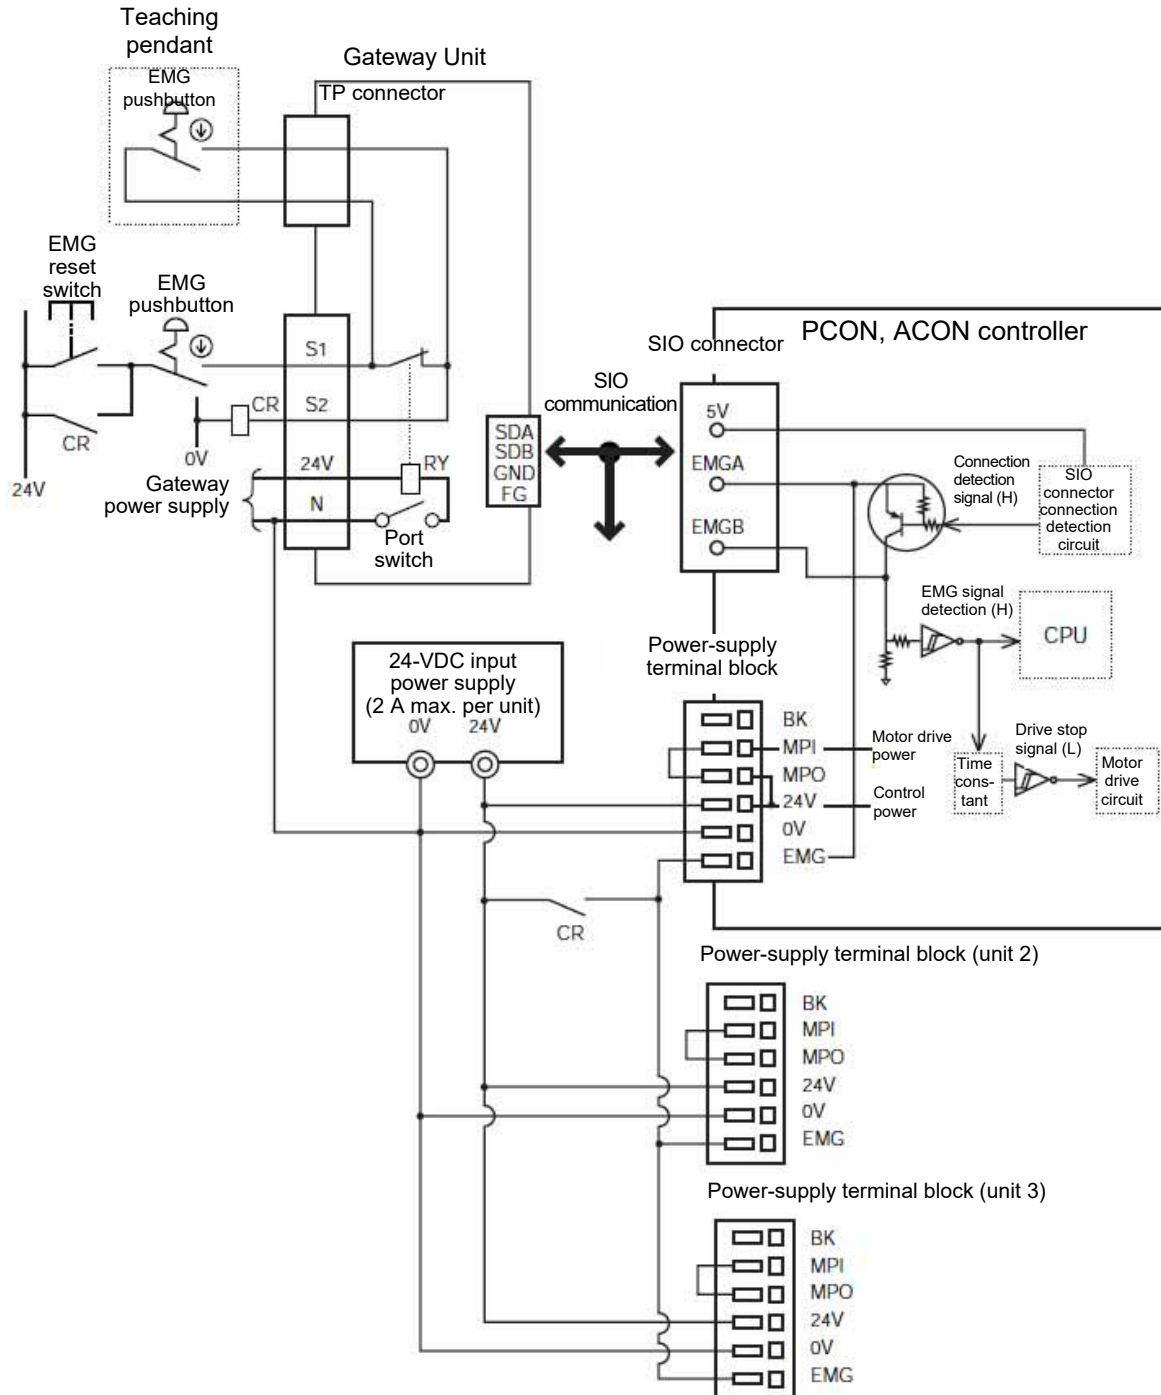 Teaching
pendant
EMG
pushbutton
Gateway Unit
TP connector
EMG
reset
switch
EMG
pushbutton
S1
CR
S2
CR
0V
24V
24V
RY
Gateway
power supply
N
Port
switch
SDA
SDB
GND
FG
SIO
communication
SIO connector
PCON, ACON controller
5V
EMGA
EMGB
Connection
detection
signal (H)
SIO
connector
connection
detection
circuit
EMG signal
detection (H)
CPU
Power-supply
terminal block
24-VDC input
power supply
(2 A max. per unit)
0V
24V
BK
MPI
MPO
24V
0V
EMG
Motor drive
power
Control
power
Drive stop
signal (L)
Time
cons-
tant
Motor
drive
circuit
CR
Power-supply terminal block (unit 2)
BK
MPI
MPO
24V
0V
EMG
Power-supply terminal block (unit 3)
BK
MPI
MPO
24V
0V
EMG